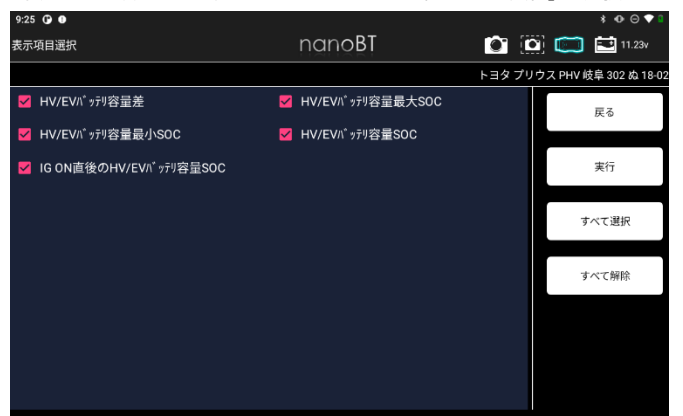 9:25
表示項目選択
nanoBT
11.23v
トヨタ プリウス PHV 岐阜 302 ぬ 18-02
HV/EVﾊﾞｯﾃﾘ容量差
HV/EVﾊﾞｯﾃﾘ容量最大SOC
HV/EVﾊﾞｯﾃﾘ容量最小SOC
HV/EVﾊﾞｯﾃﾘ容量SOC
IG ON直後のHV/EVﾊﾞｯﾃﾘ容量SOC
戻る
実行
すべて選択
すべて解除